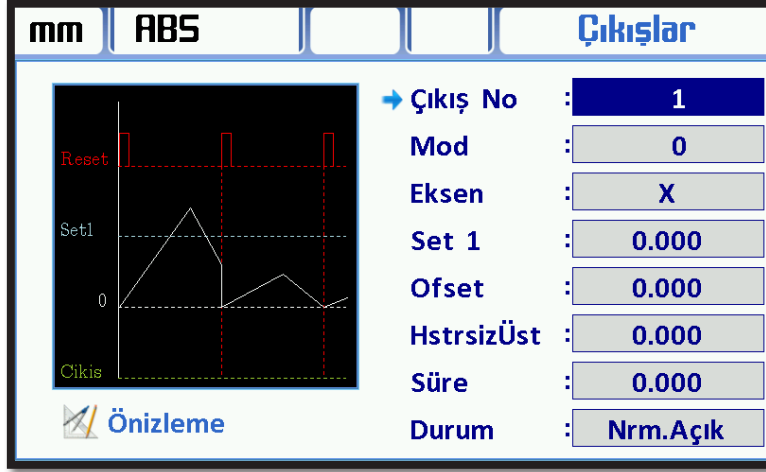 mm ABS Çıkışlar
Reset
Set1
0
Cikis
Önizleme
Çıkış No : 1
Mod : 0
Eksen : X
Set 1 : 0.000
Ofset : 0.000
HstrsizÜst : 0.000
Süre : 0.000
Durum : Nrm.Açık